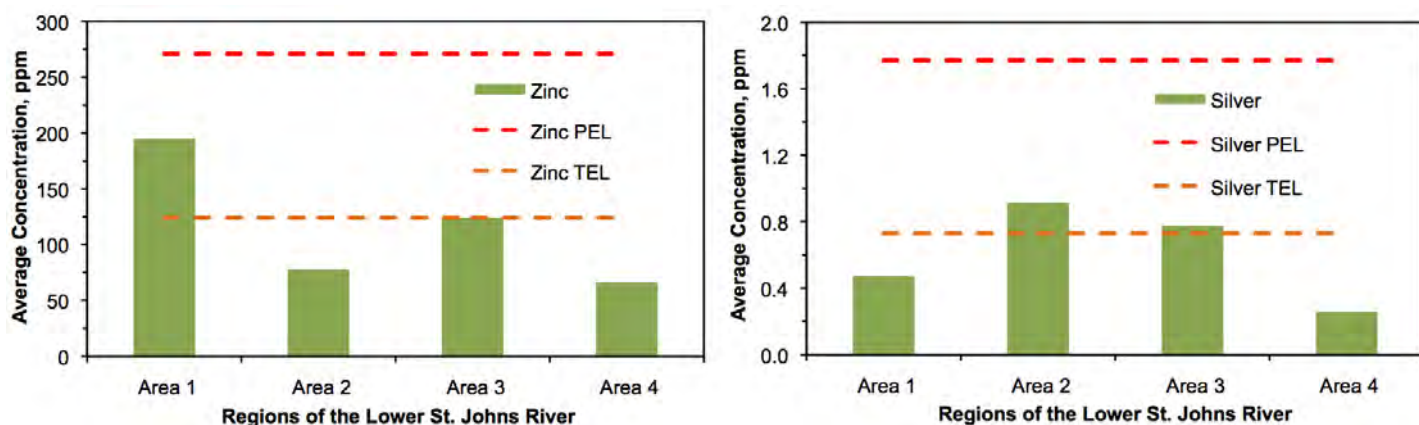 Average Concentration, ppm
300
250
200
150
100
50
0
Zinc
Zinc PEL
Zinc TEL
Area 1 Area 2 Area 3 Area 4
Regions of the Lower St. Johns River
Average Concentration, ppm
2.0
1.6
1.2
0.8
0.4
0.0
Silver
Silver PEL
Silver TEL
Area 1 Area 2 Area 3 Area 4
Regions of the Lower St. Johns River